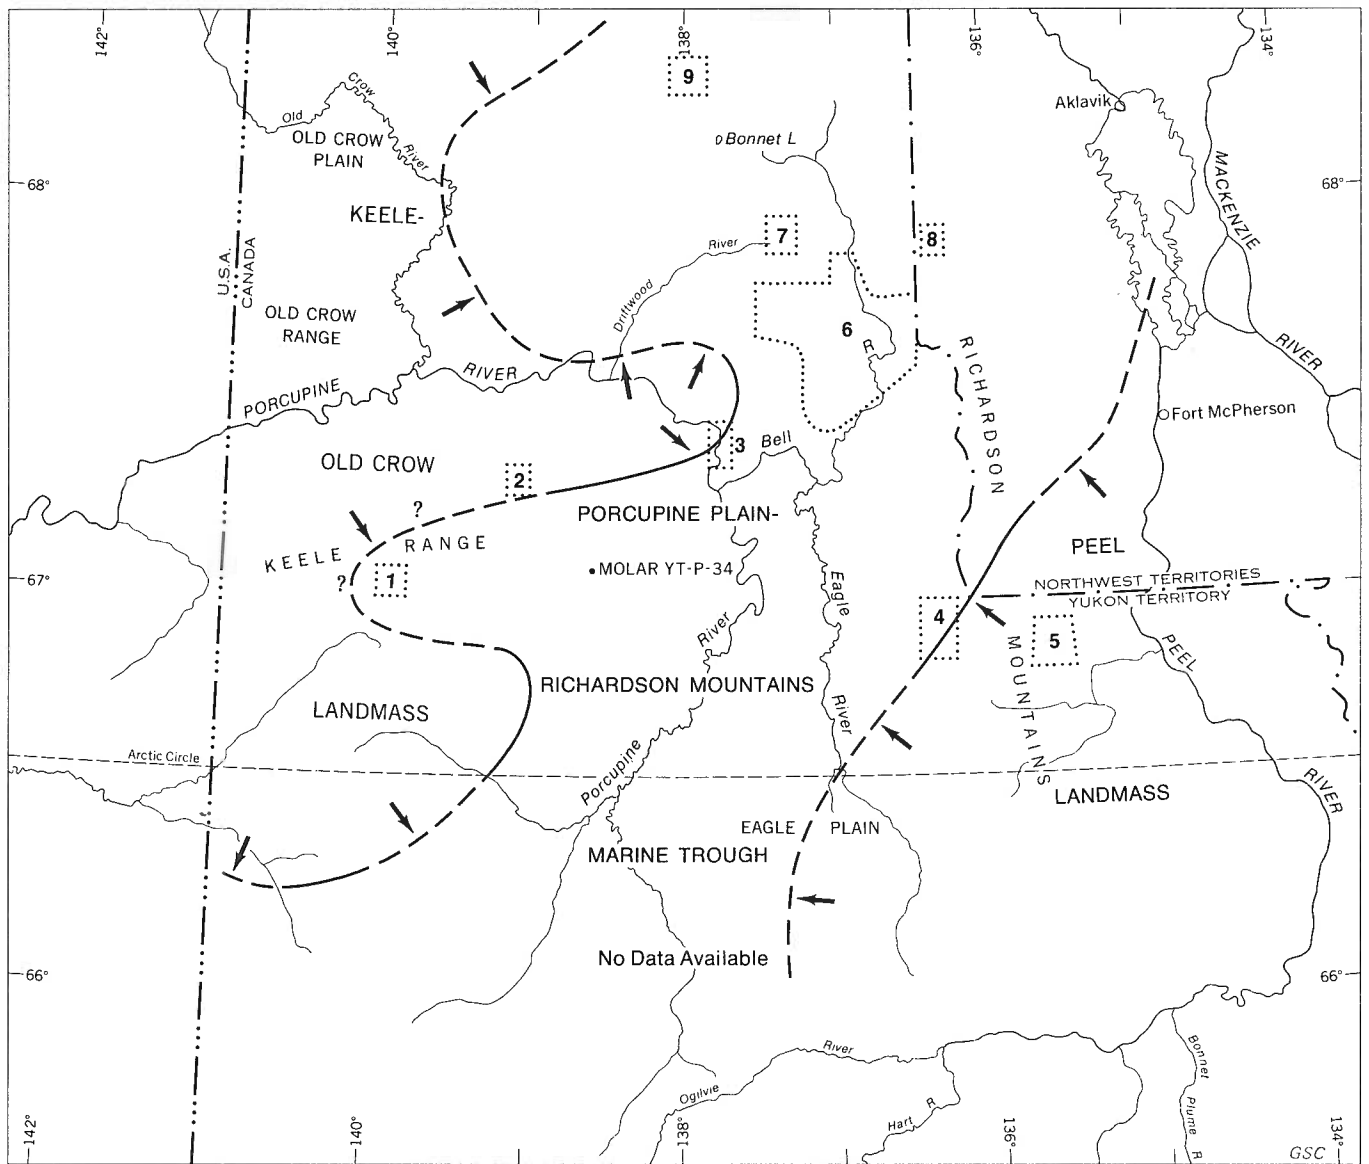 142°
140°
138°
136°
134°
9
Aklavik
Crow
Old
OLD CROW
PLAIN
River
Bonnet L
MACKENZIE
68°
68°
KEELE-
7
River
8
U.S.A.
CANADA
Driftwood
OLD CROW
RANGE
6
R
RICHARDSON
RIVER
RIVER
PORCUPINE
Fort McPherson
3
Bell
OLD CROW
2
?
PORCUPINE PLAIN-
KEELE RANGE
PEEL
MOLAR YT-P-34
67°
67°
?
1
Eagle
NORTHWEST TERRITORIES
YUKON TERRITORY
4
5
River
MOUNTAINS
PEEL
RICHARDSON MOUNTAINS
LANDMASS
River
Arctic Circle
Porcupine
LANDMASS
RIVER
EAGLE PLAIN
MARINE TROUGH
No Data Available
66°
66°
River
Bonnet
Plume
R
Ogilvie
Hart R
142°
140°
138°
136°
134°
GSC